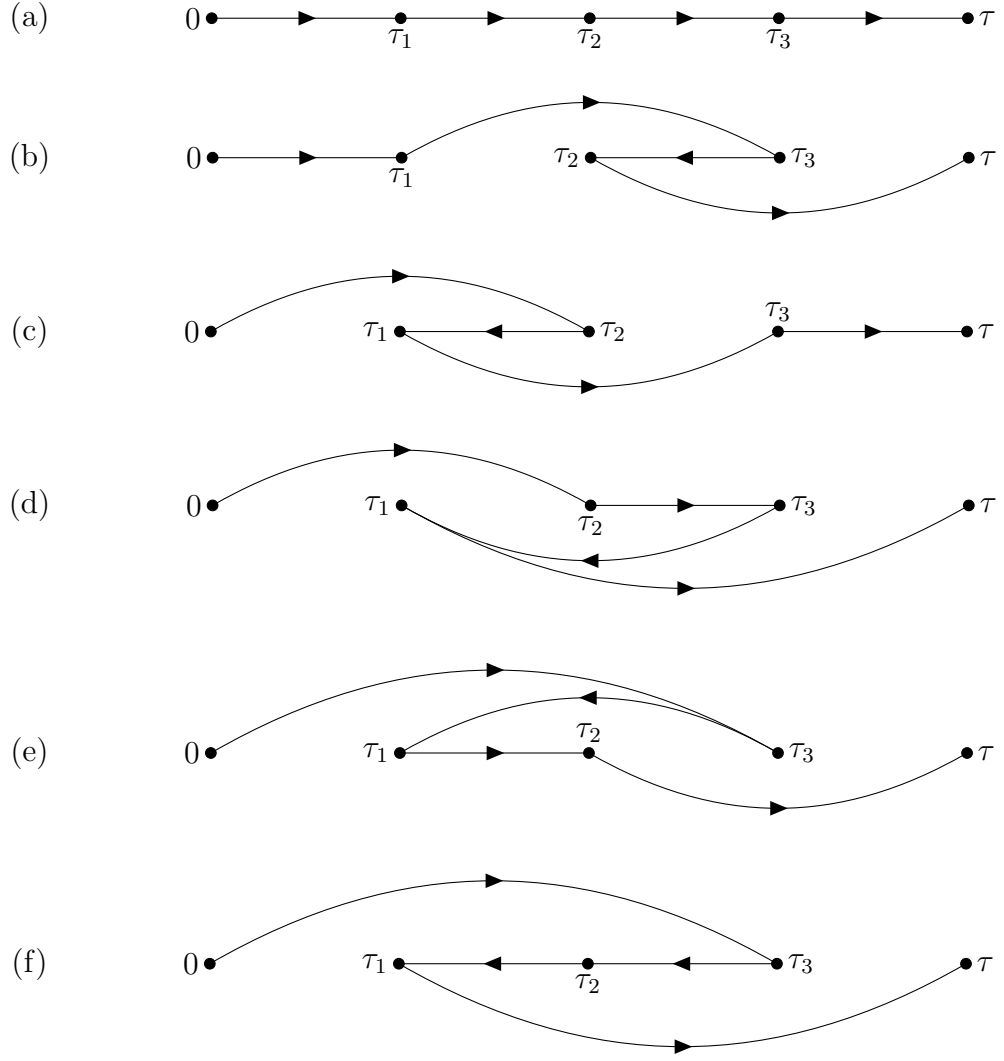 (a) 0 τ₁ τ₂ τ₃ τ
(b) 0 τ₁ τ₂ τ₃ τ
(c) 0 τ₁ τ₂ τ₃ τ
(d) 0 τ₁ τ₂ τ₃ τ
(e) 0 τ₁ τ₂ τ₃ τ
(f) 0 τ₁ τ₂ τ₃ τ